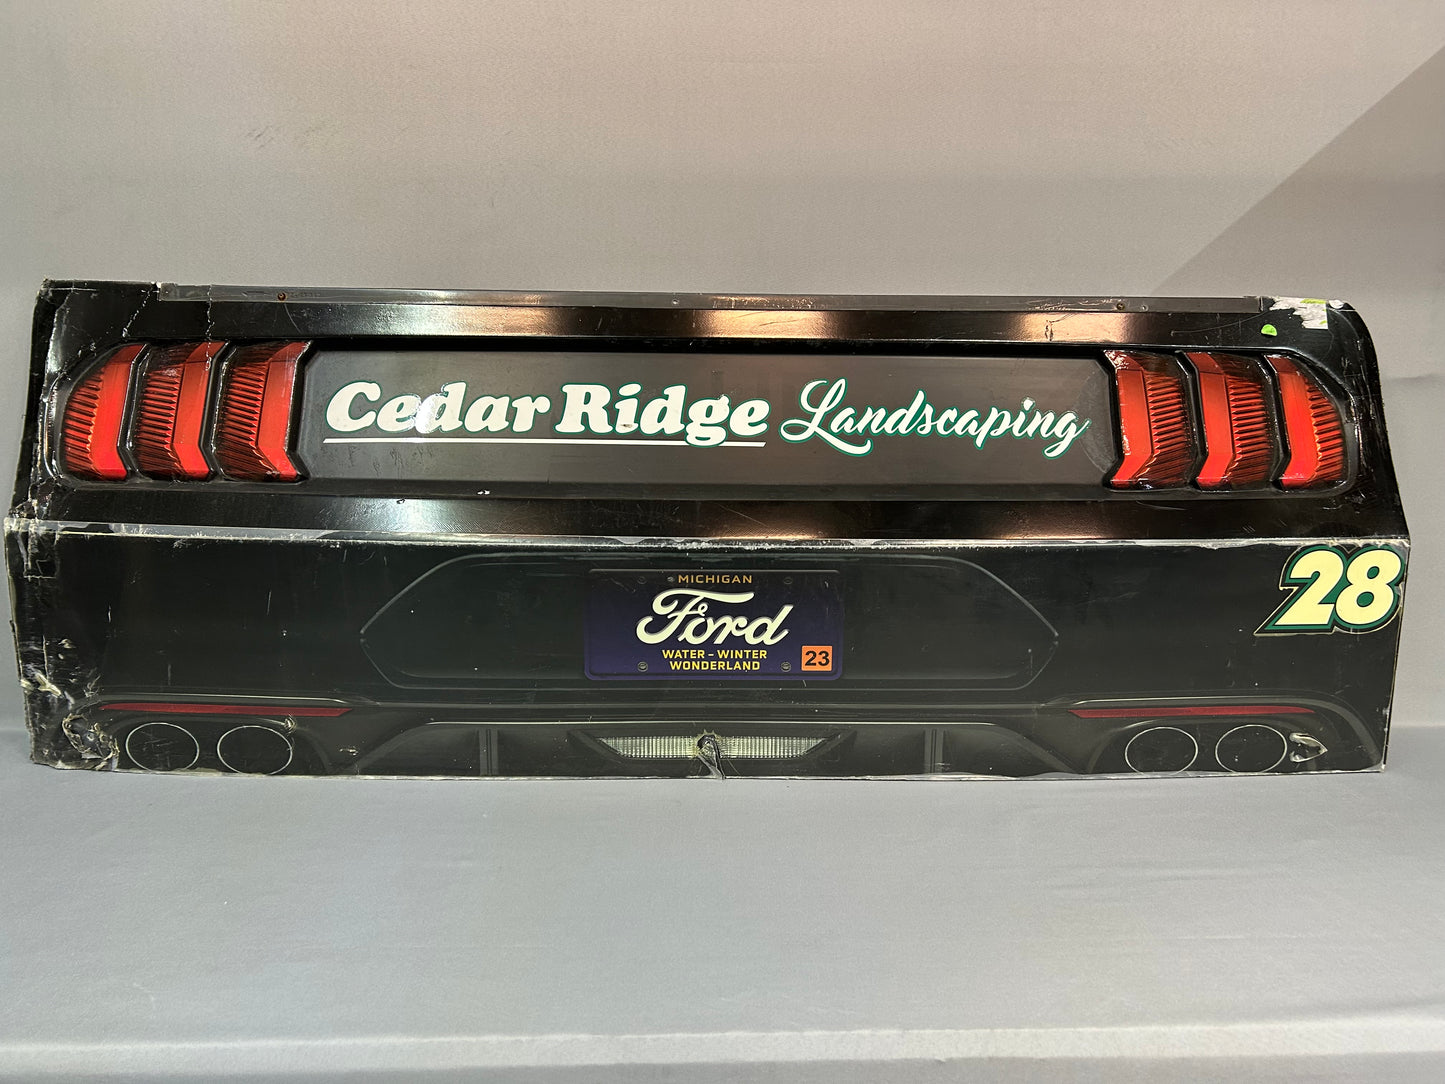 Cedar Ridge Landscaping
28
MICHIGAN
Ford
WATER - WINTER
WONDERLAND
23